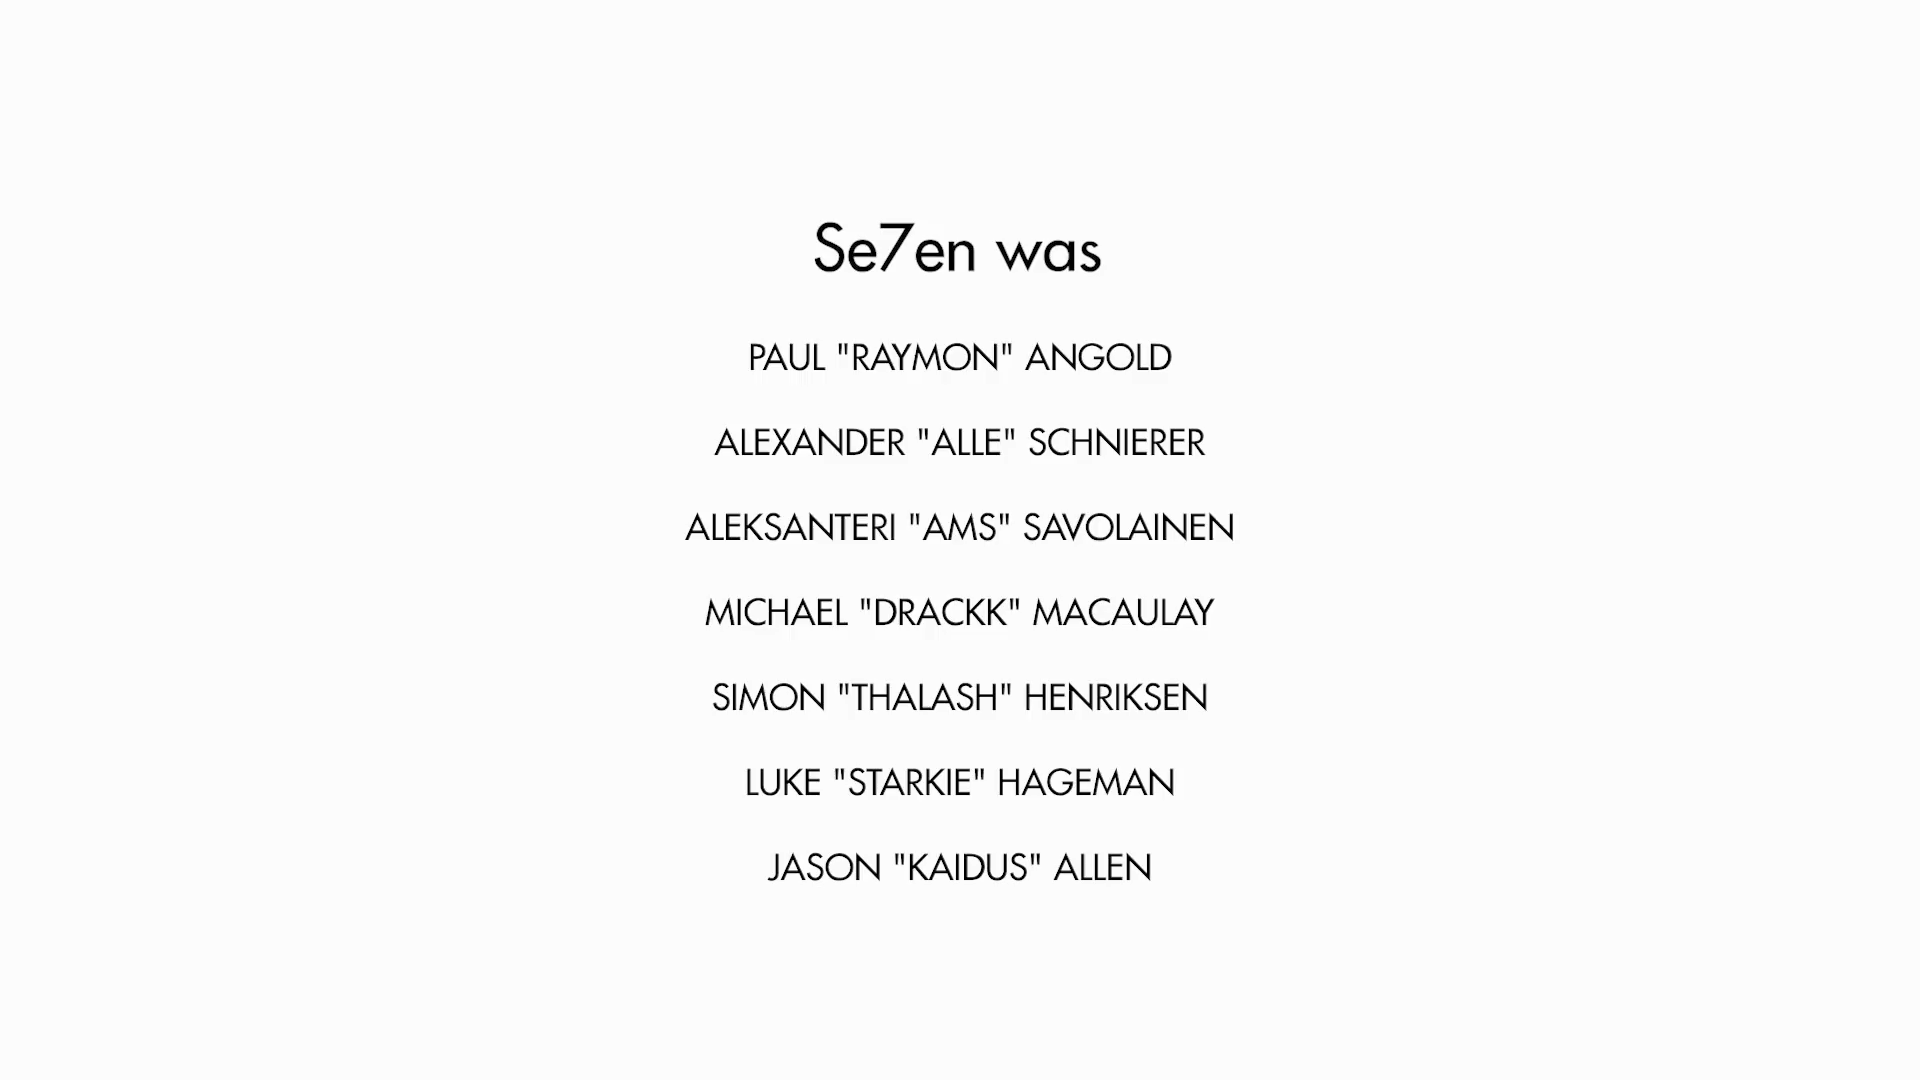 Se7en was
PAUL "RAYMON" ANGOLD
ALEXANDER "ALLE" SCHNIERER
ALEKSANTERI "AMS" SAVOLAINEN
MICHAEL "DRACKK" MACAULAY
SIMON "THALASH" HENRIKSEN
LUKE "STARKIE" HAGEMAN
JASON "KAIDUS" ALLEN